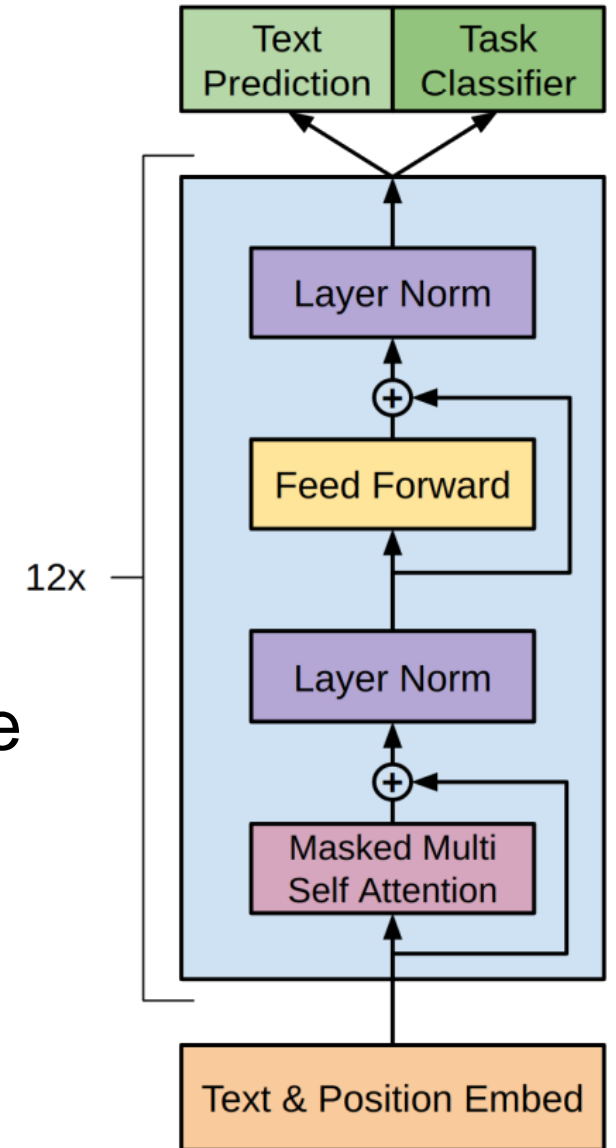 Text
Prediction
Task
Classifier
Layer Norm
+
Feed Forward
12x
Layer Norm
e
+
Masked Multi
Self Attention
Text & Position Embed